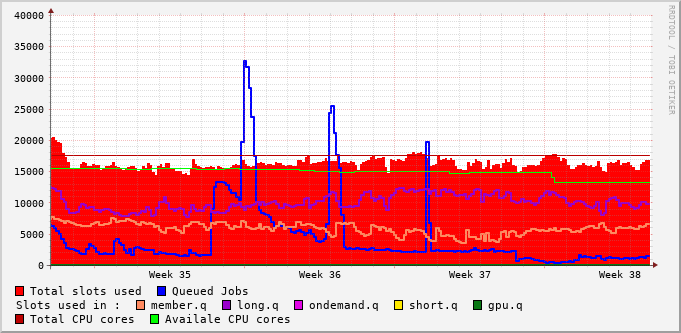 40000
35000
30000
25000
20000
15000
10000
5000
0
Week 35 Week 36 Week 37 Week 38
RRDTOOL / TOBI OETIKER
Total slots used Queued Jobs
Slots used in : member.q long.q ondemand.q short.q gpu.q
Total CPU cores Availale CPU cores